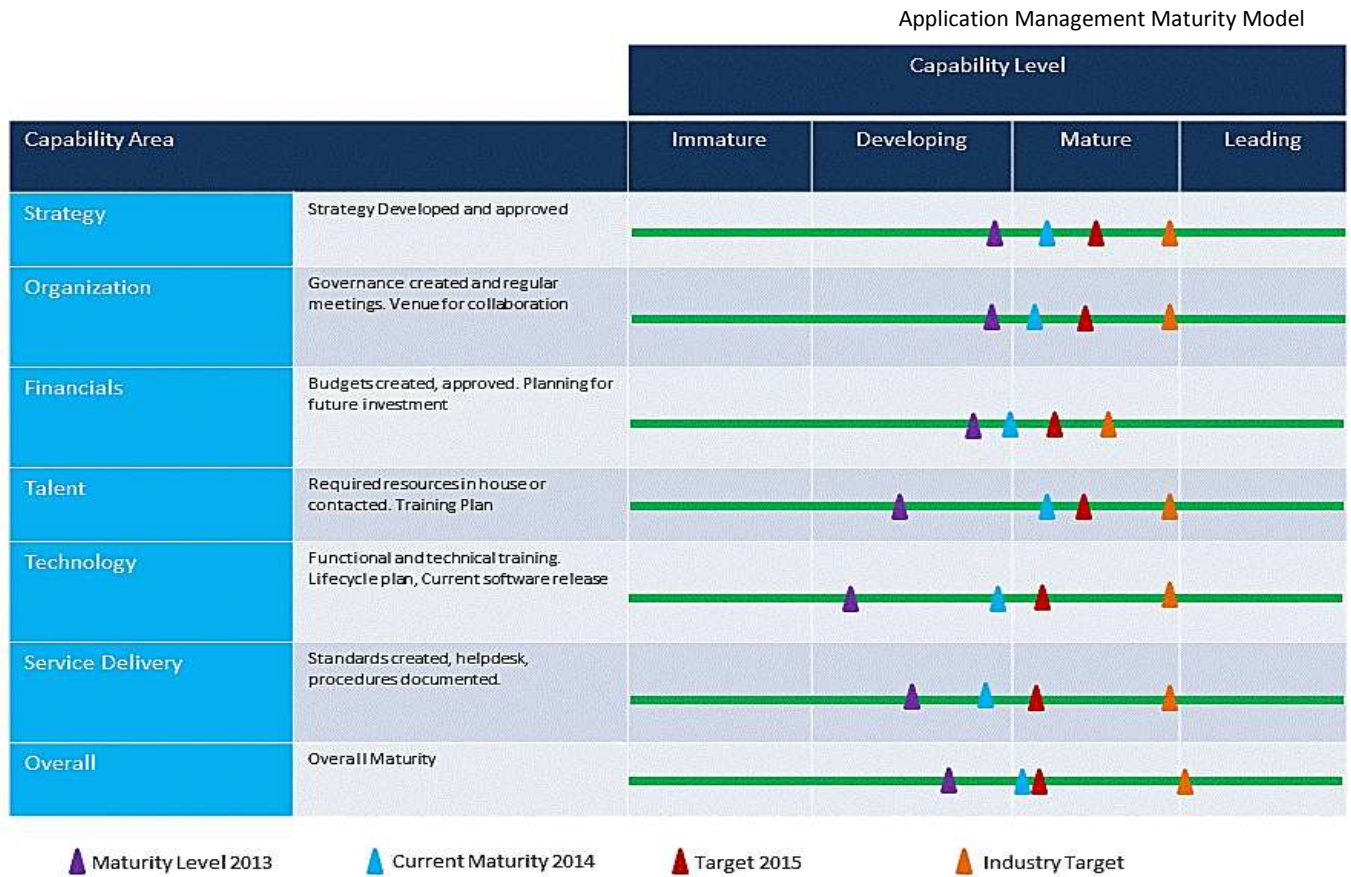 Application Management Maturity Model
Capability Level
Capability Area
Immature
Developing
Mature
Leading
Strategy
Strategy Developed and approved
Organization
Governance created and regular
meetings. Venue for collaboration
Financials
Budgets created, approved. Planning for
future investment
Talent
Required resources in house or
contacted. Training Plan
Technology
Functional and technical training.
Lifecycle plan, Current software release
Service Delivery
Standards created, helpdesk,
procedures documented.
Overall
Overall Maturity
Maturity Level 2013
Current Maturity 2014
Target 2015
Industry Target